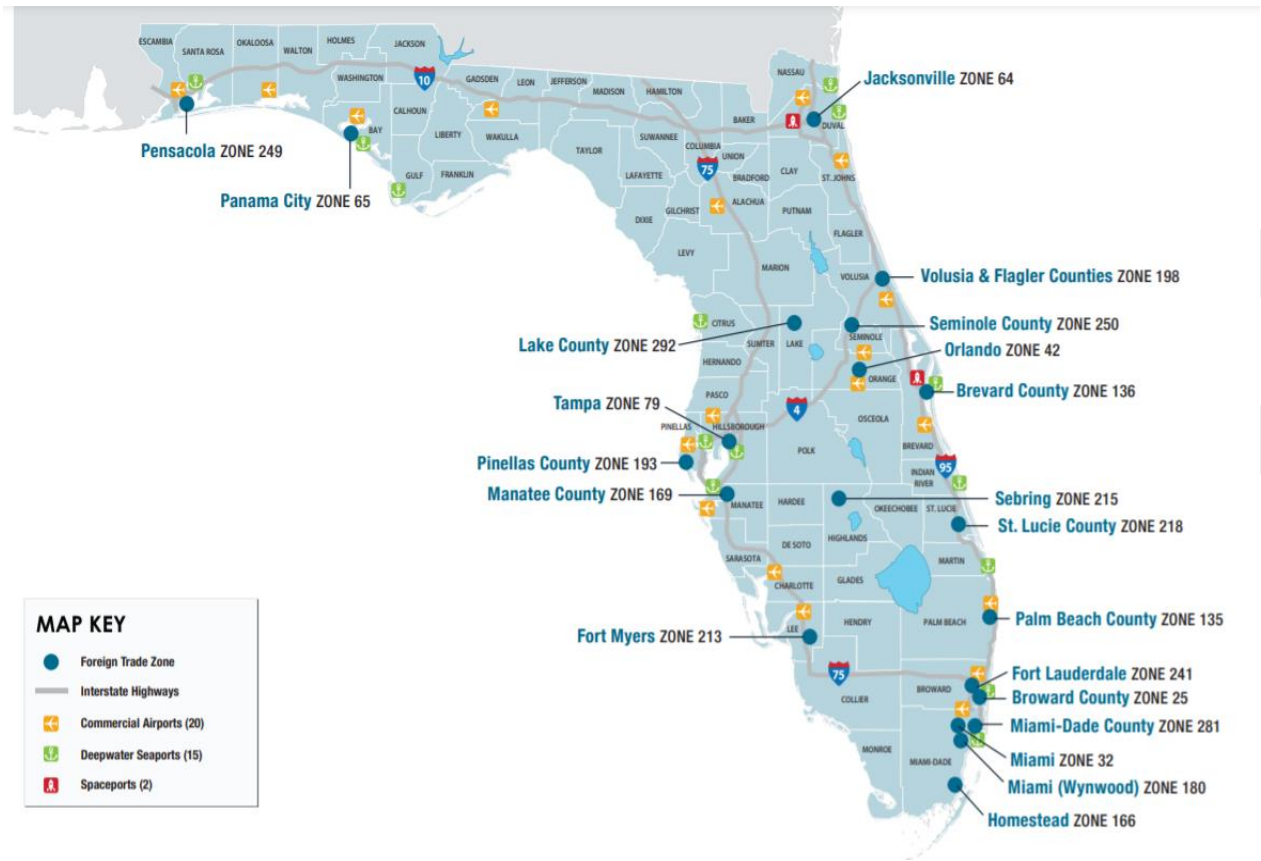 ESCAMBIA
SANTA ROSA
OKALOOSA
WALTON
HOLMES
JACKSON
WASHINGTON
BAY
CALHOUN
GULF
LIBERTY
FRANKLIN
GADSDEN
LEON
WAKULLA
JEFFERSON
MADISON
TAYLOR
HAMILTON
SUWANNEE
LAFAYETTE
DIXIE
COLUMBIA
GILCHRIST
LEVY
BAKER
UNION
BRADFORD
ALACHUA
NASSAU
DUVAL
CLAY
ST. JOHNS
PUTNAM
FLAGLER
MARION
VOLUSIA
CITRUS
SUMTER
LAKE
SEMINOLE
HERNANDO
ORANGE
PASCO
OSCEOLA
BREVARD
PINELLAS
HILLSBOROUGH
POLK
INDIAN
RIVER
MANATEE
HARDEE
OKEECHOBEE
ST. LUCIE
HIGHLANDS
DE SOTO
SARASOTA
MARTIN
CHARLOTTE
GLADES
LEE
HENDRY
PALM BEACH
COLLIER
BROWARD
MONROE
MIAMI-DADE
10
75
4
95
75
Pensacola ZONE 249
Panama City ZONE 65
Jacksonville ZONE 64
Volusia & Flagler Counties ZONE 198
Lake County ZONE 292
Seminole County ZONE 250
Orlando ZONE 42
Brevard County ZONE 136
Tampa ZONE 79
Pinellas County ZONE 193
Manatee County ZONE 169
Sebring ZONE 215
St. Lucie County ZONE 218
Palm Beach County ZONE 135
Fort Myers ZONE 213
Fort Lauderdale ZONE 241
Broward County ZONE 25
Miami-Dade County ZONE 281
Miami ZONE 32
Miami (Wynwood) ZONE 180
Homestead ZONE 166
MAP KEY
Foreign Trade Zone
Interstate Highways
Commercial Airports (20)
Deepwater Seaports (15)
Spaceports (2)